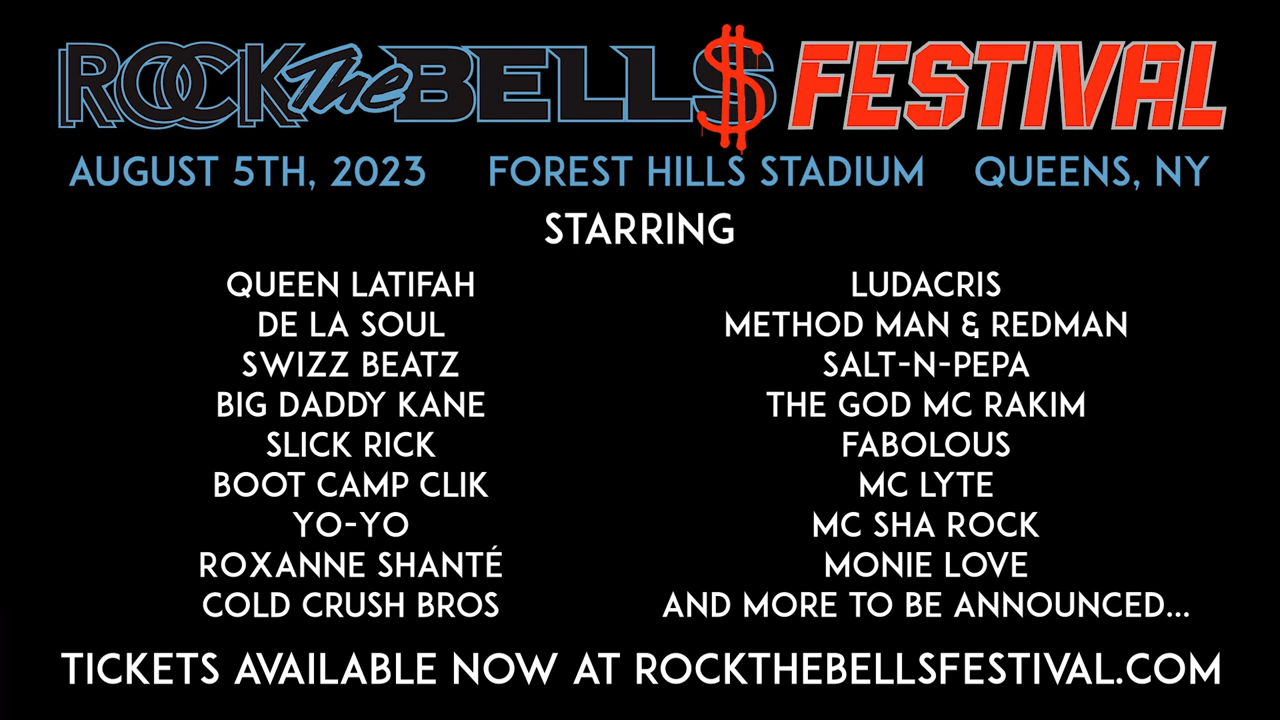 ROCK The BELL$ FESTIVAL
AUGUST 5TH, 2023 FOREST HILLS STADIUM QUEENS, NY
STARRING
QUEEN LATIFAH
DE LA SOUL
SWIZZ BEATZ
BIG DADDY KANE
SLICK RICK
BOOT CAMP CLIK
YO-YO
ROXANNE SHANTÉ
COLD CRUSH BROS
LUDACRIS
METHOD MAN & REDMAN
SALT-N-PEPA
THE GOD MC RAKIM
FABOLOUS
MC LYTE
MC SHA ROCK
MONIE LOVE
AND MORE TO BE ANNOUNCED...
TICKETS AVAILABLE NOW AT ROCKTHEBELLSFESTIVAL.COM